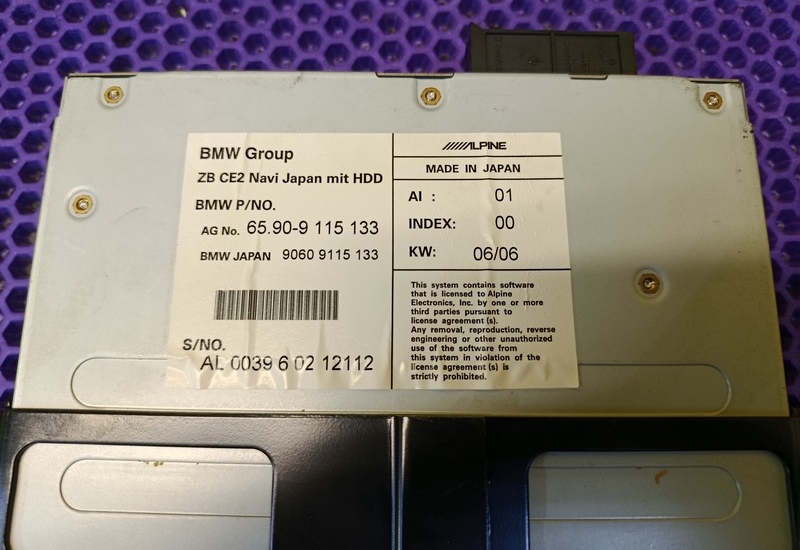 BMW Group
ZB CE2 Navi Japan mit HDD
BMW P/NO.
AG No. 65.90-9 115 133
BMW JAPAN 9060 9115 133
S/NO.
AL 0039 6 02 12112
ALPINE
MADE IN JAPAN
AI : 01
INDEX: 00
KW: 06/06
This system contains software
that is licensed to Alpine
Electronics, Inc. by one or more
third parties pursuant to
license agreement (s).
Any removal, reproduction, reverse
engineering or other unauthorized
use of the software from
this system in violation of the
license agreement (s) is
strictly prohibited.